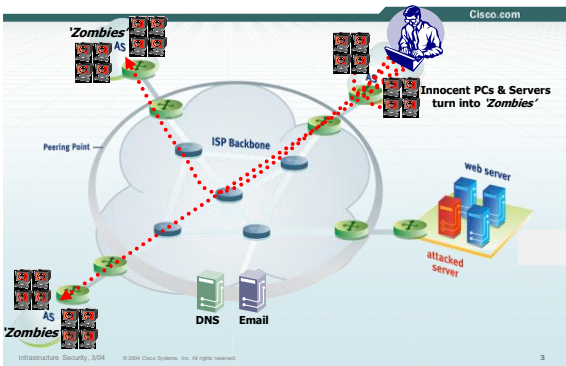 Cisco.com
'Zombies'
AS
AS
Innocent PCs & Servers
turn into 'Zombies'
Peering Point
ISP Backbone
web server
attacked
server
AS
'Zombies
DNS
Email
Infrastructure Security, 3/04
© 2004 Cisco Systems, Inc. All rights reserved.
3